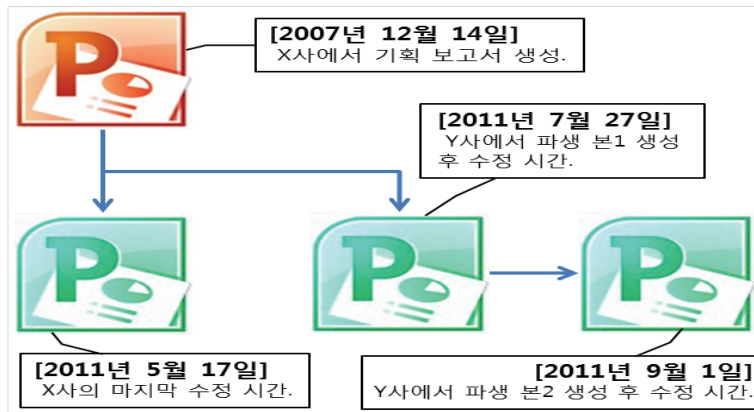 [2007년 12월 14일]
X사에서 기획 보고서 생성.
P
[2011년 7월 27일]
Y사에서 파생 본1 생성
후 수정 시간.
P
P
P
[2011년 5월 17일]
X사의 마지막 수정 시간.
[2011년 9월 1일]
Y사에서 파생 본2 생성 후 수정 시간.